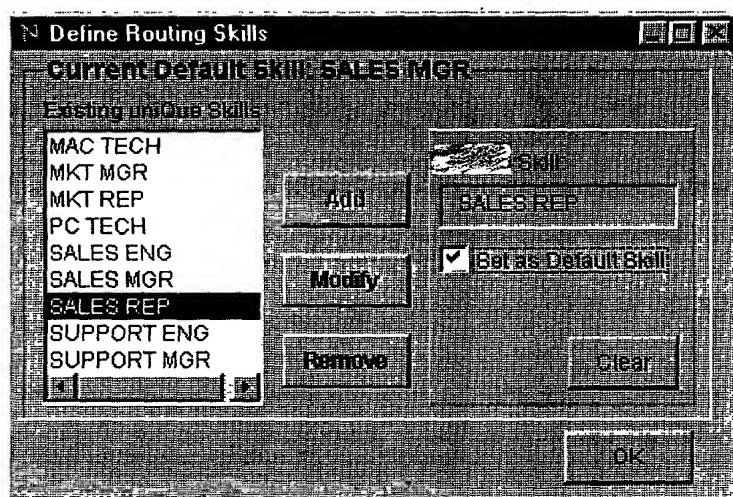 Define Routing Skills
Current Default Skill: SALES MGR
Existing uniQue Skills
MAC TECH
MKT MGR
MKT REP
PC TECH
SALES ENG
SALES MGR
SALES REP
SUPPORT ENG
SUPPORT MGR
Add
Modify
Remove
Skill
SALES REP
Set as Default Skill
Clear
OK